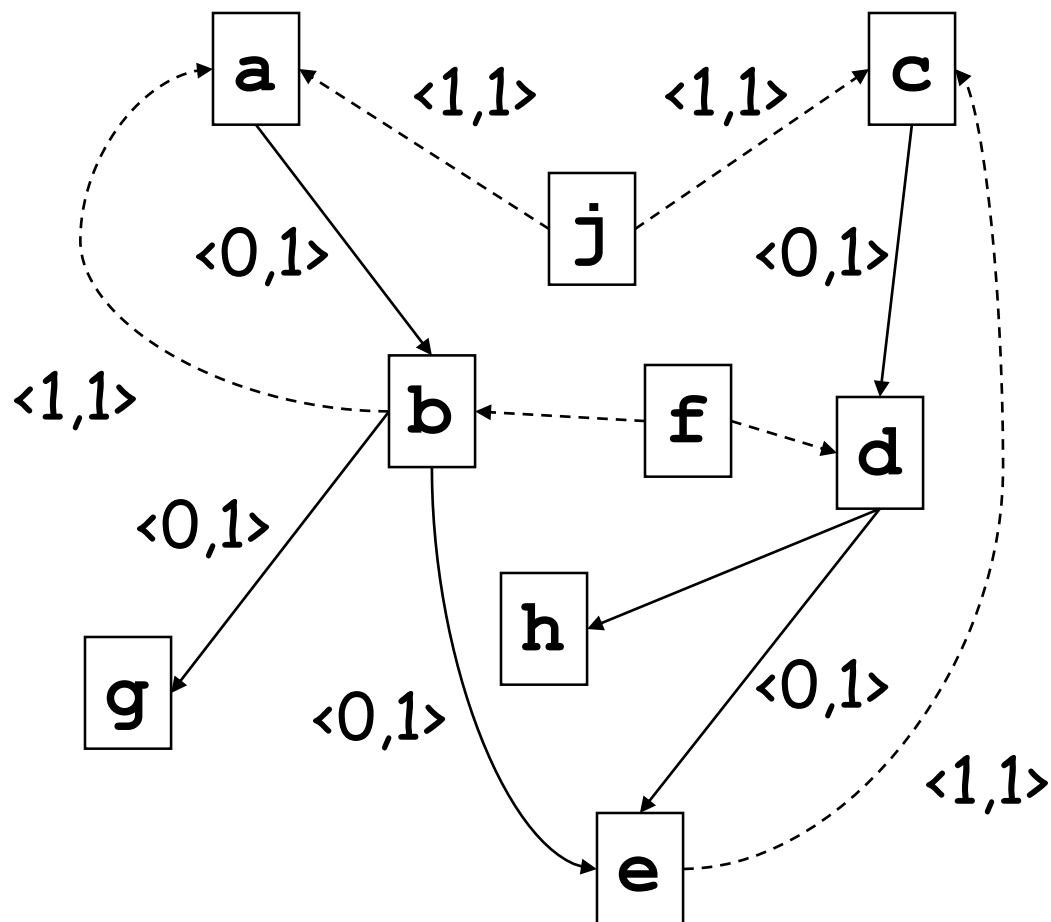 a
c
<1,1>
<1,1>
j
<0,1>
<0,1>
<1,1>
b
f
d
<0,1>
h
g
<0,1>
<0,1>
<1,1>
e